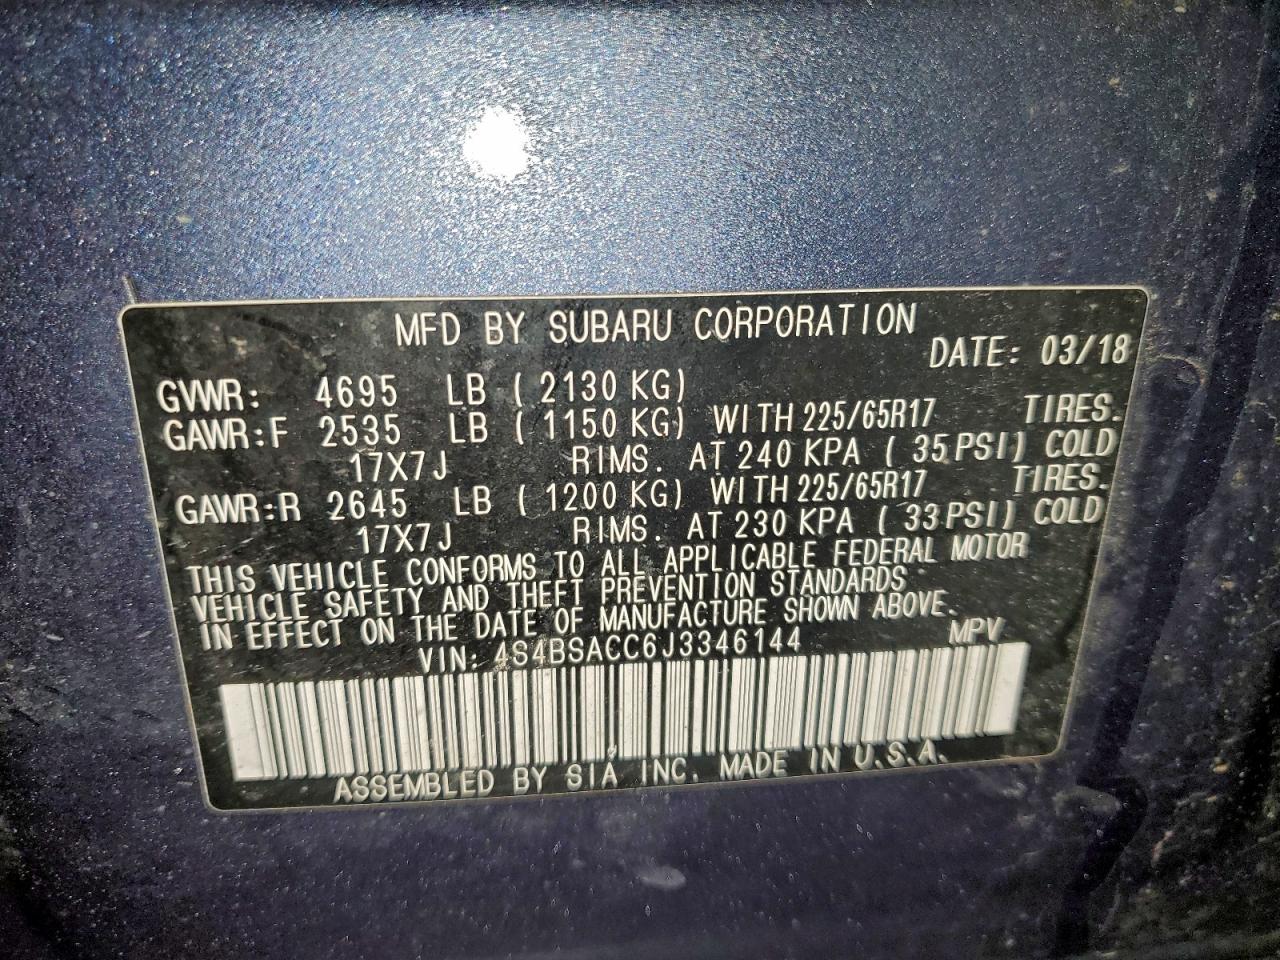 MFD BY SUBARU CORPORATION
DATE: 03/18
GVWR: 4695 LB ( 2130 KG)
GAWR:F 2535 LB ( 1150 KG) WITH 225/65R17 TIRES.
17X7J RIMS. AT 240 KPA ( 35 PSI) COLD
GAWR:R 2645 LB ( 1200 KG) WITH 225/65R17 TIRES.
17X7J RIMS. AT 230 KPA ( 33 PSI) COLD
THIS VEHICLE CONFORMS TO ALL APPLICABLE FEDERAL MOTOR
VEHICLE SAFETY AND THEFT PREVENTION STANDARDS
IN EFFECT ON THE DATE OF MANUFACTURE SHOWN ABOVE.
VIN: 4S4BSACC6J3346144 MPV
ASSEMBLED BY SIA INC. MADE IN U.S.A.